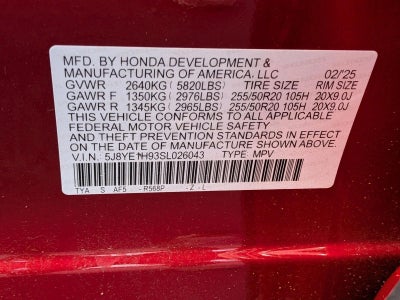 MFD. BY HONDA DEVELOPMENT &
MANUFACTURING OF AMERICA, LLC 02/25
GVWR 2640KG(5820LBS) TIRE SIZE RIM SIZE
GAWR F 1350KG(2976LBS) 255/50R20 105H 20X9.0J
GAWR R 1345KG(2965LBS) 255/50R20 105H 20X9.0J
THIS VEHICLE CONFORMS TO ALL APPLICABLE
FEDERAL MOTOR VEHICLE SAFETY
AND THEFT PREVENTION STANDARDS IN EFFECT ON THE
DATE OF MANUFACTURE SHOWN ABOVE.
V.I.N: 5J8YE1H93SL026043 TYPE: MPV
TYA S AF5 - R568P -Z-L